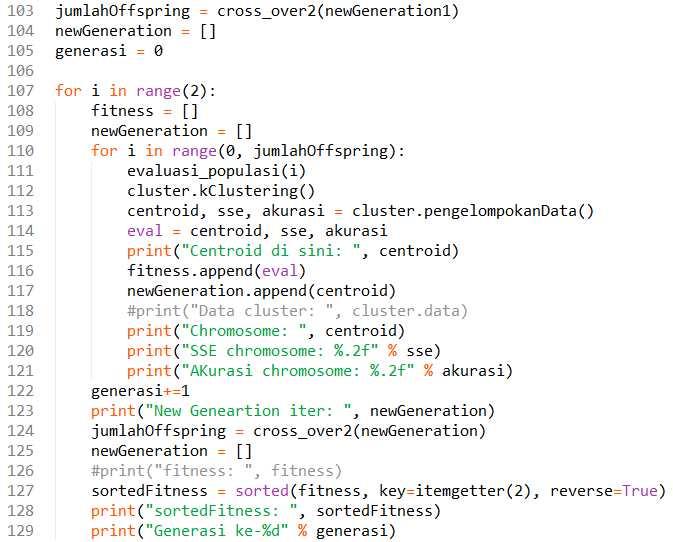 103 jumlahOffspring = cross_over2(newGeneration1)
104 newGeneration = []
105 generasi = 0
106
107 for i in range(2):
108     fitness = []
109     newGeneration = []
110     for i in range(0, jumlahOffspring):
111         evaluasi_populasi(i)
112         cluster.kClustering()
113         centroid, sse, akurasi = cluster.pengelompokanData()
114         eval = centroid, sse, akurasi
115         print("Centroid di sini: ", centroid)
116         fitness.append(eval)
117         newGeneration.append(centroid)
118         #print("Data cluster: ", cluster.data)
119         print("Chromosome: ", centroid)
120         print("SSE chromosome: %.2f" % sse)
121         print("AKurasi chromosome: %.2f" % akurasi)
122     generasi+=1
123     print("New Geneartion iter: ", newGeneration)
124     jumlahOffspring = cross_over2(newGeneration)
125     newGeneration = []
126     #print("fitness: ", fitness)
127     sortedFitness = sorted(fitness, key=itemgetter(2), reverse=True)
128     print("sortedFitness: ", sortedFitness)
129     print("Generasi ke-%d" % generasi)